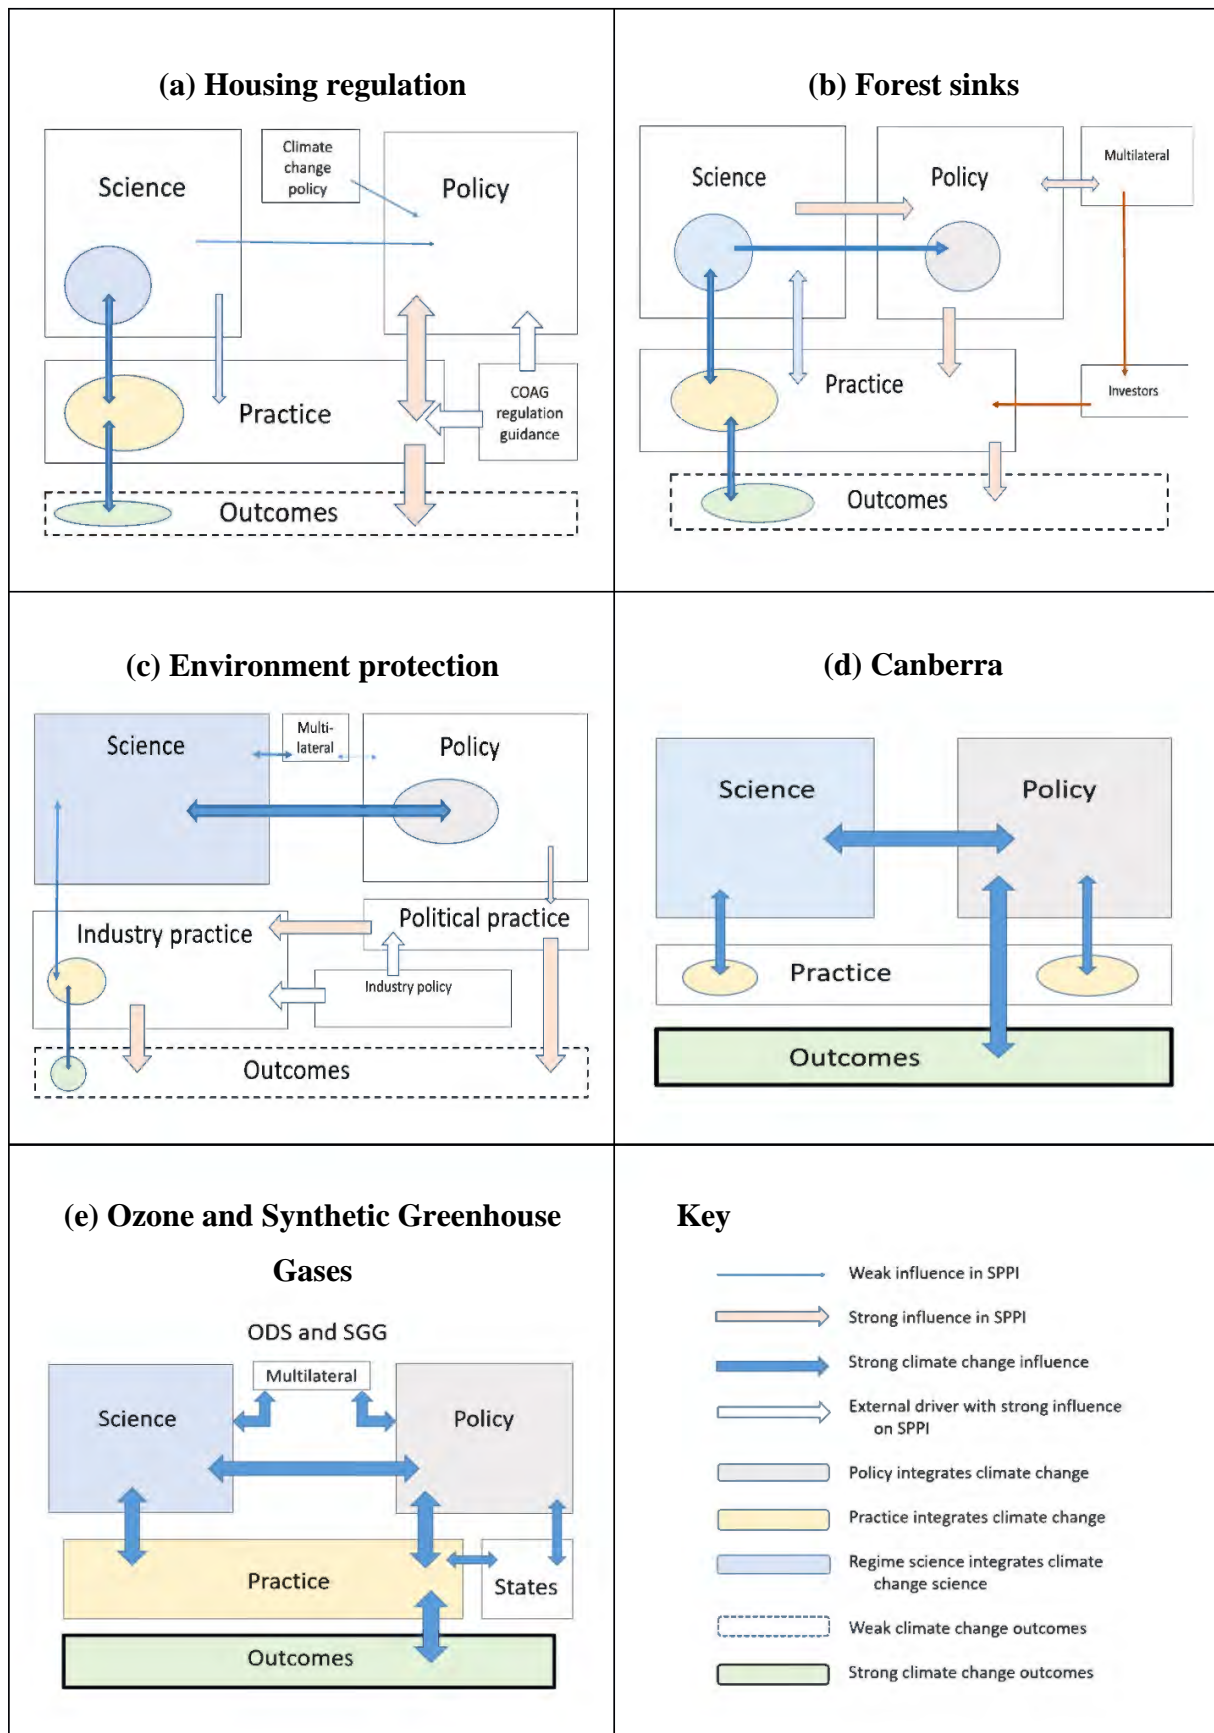 (a) Housing regulation
Science
Climate
change
policy
Policy
Practice
COAG
regulation
guidance
Outcomes
(b) Forest sinks
Science
Policy
Multilateral
Practice
Investors
Outcomes
(c) Environment protection
Science
Multi-
lateral
Policy
Industry practice
Political practice
Industry policy
Outcomes
(d) Canberra
Science
Policy
Practice
Outcomes
(e) Ozone and Synthetic Greenhouse
Gases
ODS and SGG
Multilateral
Science
Policy
Practice
States
Outcomes
Key
Weak influence in SPPI
Strong influence in SPPI
Strong climate change influence
External driver with strong influence
on SPPI
Policy integrates climate change
Practice integrates climate change
Regime science integrates climate
change science
Weak climate change outcomes
Strong climate change outcomes